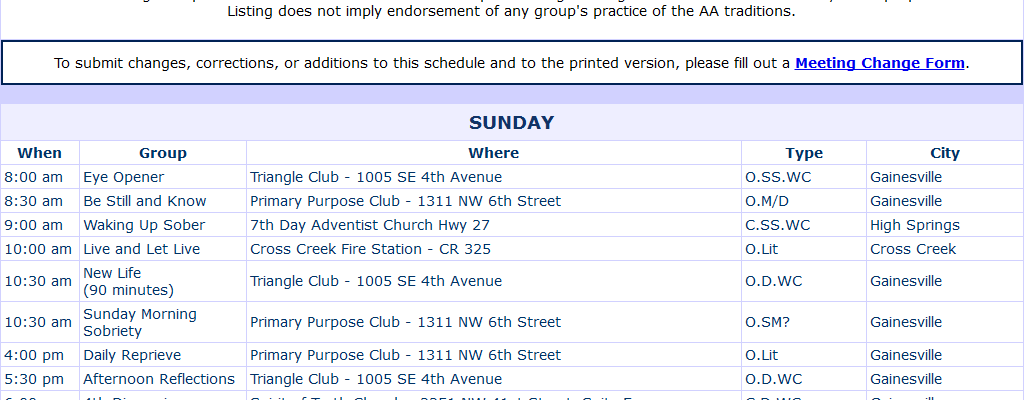 Listing does not imply endorsement of any group's practice of the AA traditions.
To submit changes, corrections, or additions to this schedule and to the printed version, please fill out a Meeting Change Form.
SUNDAY
When Group Where Type City
8:00 am Eye Opener Triangle Club - 1005 SE 4th Avenue O.SS.WC Gainesville
8:30 am Be Still and Know Primary Purpose Club - 1311 NW 6th Street O.M/D Gainesville
9:00 am Waking Up Sober 7th Day Adventist Church Hwy 27 C.SS.WC High Springs
10:00 am Live and Let Live Cross Creek Fire Station - CR 325 O.Lit Cross Creek
10:30 am New Life
(90 minutes) Triangle Club - 1005 SE 4th Avenue O.D.WC Gainesville
10:30 am Sunday Morning
Sobriety Primary Purpose Club - 1311 NW 6th Street O.SM? Gainesville
4:00 pm Daily Reprieve Primary Purpose Club - 1311 NW 6th Street O.Lit Gainesville
5:30 pm Afternoon Reflections Triangle Club - 1005 SE 4th Avenue O.D.WC Gainesville